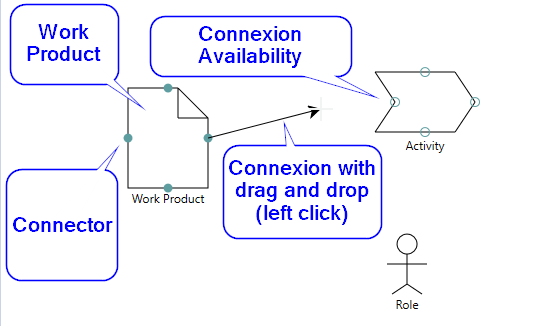 Work
Product
Connexion
Availability
Activity
Connexion with
drag and drop
(left click)
Work Product
Connector
Role